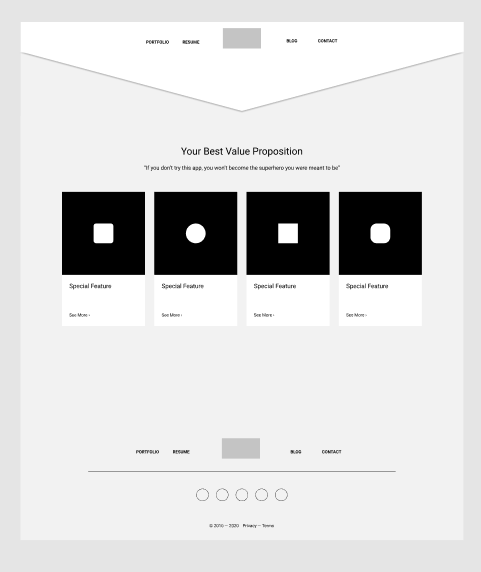 PORTFOLIO RESUME BLOG CONTACT
Your Best Value Proposition
"If you don't try this app, you won't become the superhero you were meant to be"
Special Feature Special Feature Special Feature Special Feature
See More › See More › See More › See More ›
PORTFOLIO RESUME BLOG CONTACT
© 2010 — 2020 Privacy — Terms